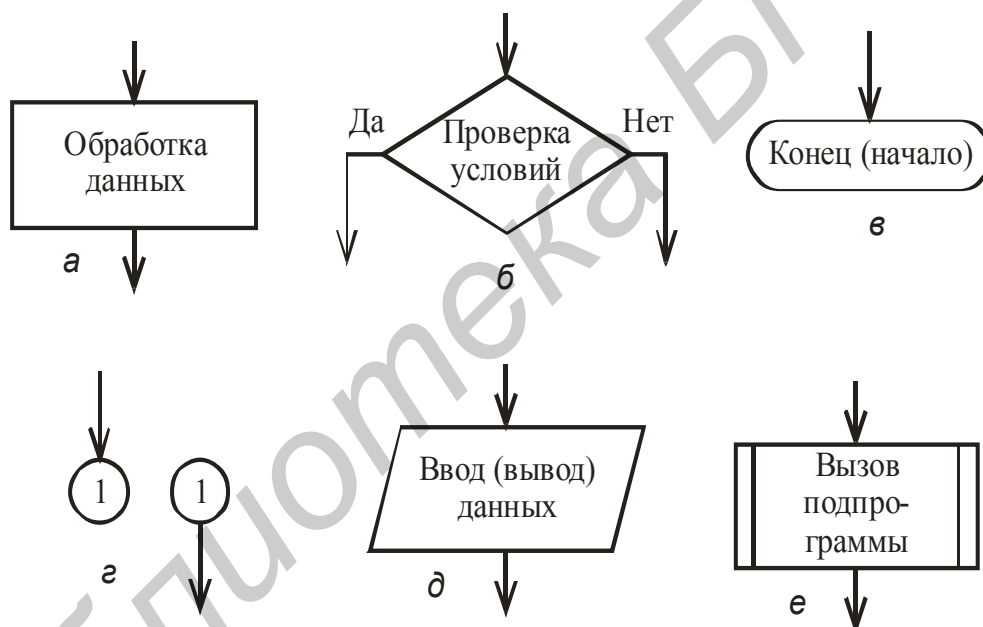 Обработка
данных
а
Да
Проверка
условий
Нет
б
Конец (начало)
в
1
1
г
Ввод (вывод)
данных
д
Вызов
подпро-
граммы
е